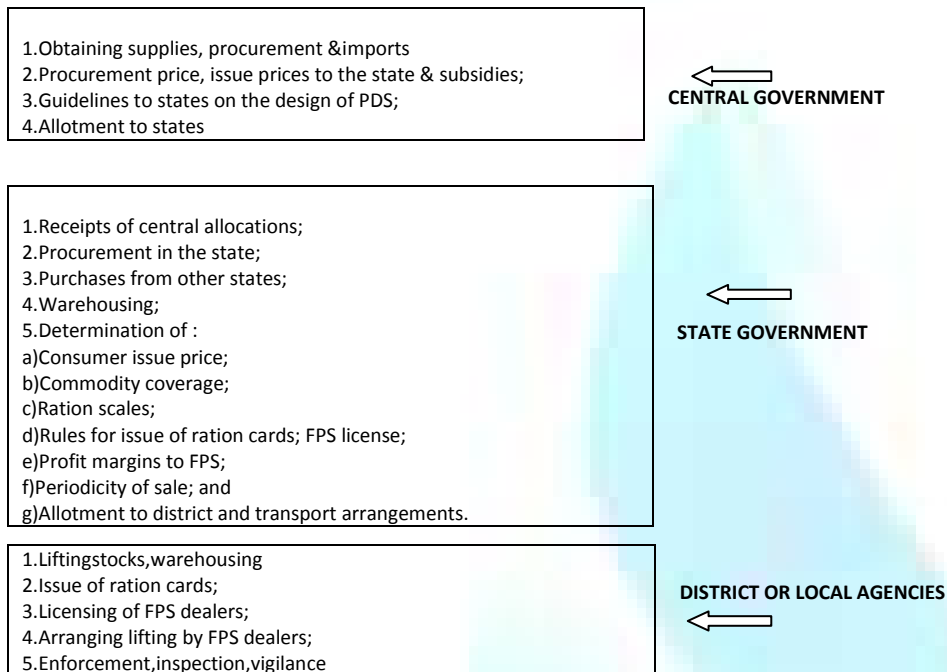 1.Obtaining supplies, procurement &imports
2.Procurement price, issue prices to the state & subsidies;
3.Guidelines to states on the design of PDS;
4.Allotment to states
CENTRAL GOVERNMENT
1.Receipts of central allocations;
2.Procurement in the state;
3.Purchases from other states;
4.Warehousing;
5.Determination of :
a)Consumer issue price;
b)Commodity coverage;
c)Ration scales;
d)Rules for issue of ration cards; FPS license;
e)Profit margins to FPS;
f)Periodicity of sale; and
g)Allotment to district and transport arrangements.
STATE GOVERNMENT
1.Liftingstocks,warehousing
2.Issue of ration cards;
3.Licensing of FPS dealers;
4.Arranging lifting by FPS dealers;
5.Enforcement,inspection,vigilance
DISTRICT OR LOCAL AGENCIES